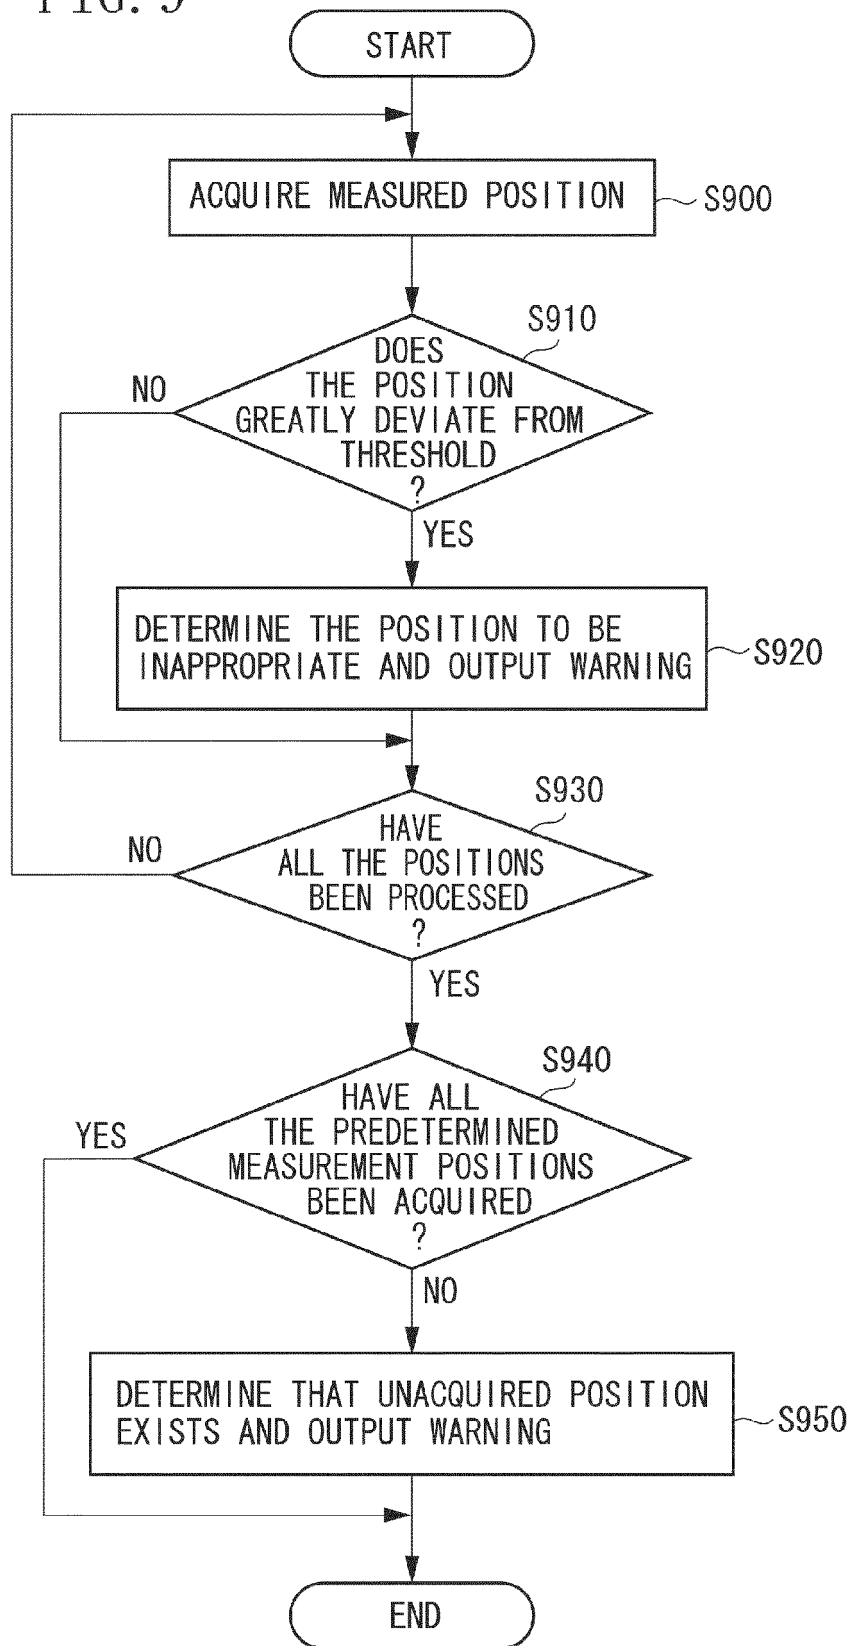 START
ACQUIRE MEASURED POSITION
S900
S910
DOES
THE POSITION
GREATLY DEVIATE FROM
THRESHOLD
?
NO
YES
DETERMINE THE POSITION TO BE
INAPPROPRIATE AND OUTPUT WARNING
S920
S930
HAVE
ALL THE POSITIONS
BEEN PROCESSED
?
NO
YES
S940
HAVE ALL
THE PREDETERMINED
MEASUREMENT POSITIONS
BEEN ACQUIRED
?
YES
NO
DETERMINE THAT UNACQUIRED POSITION
EXISTS AND OUTPUT WARNING
S950
END